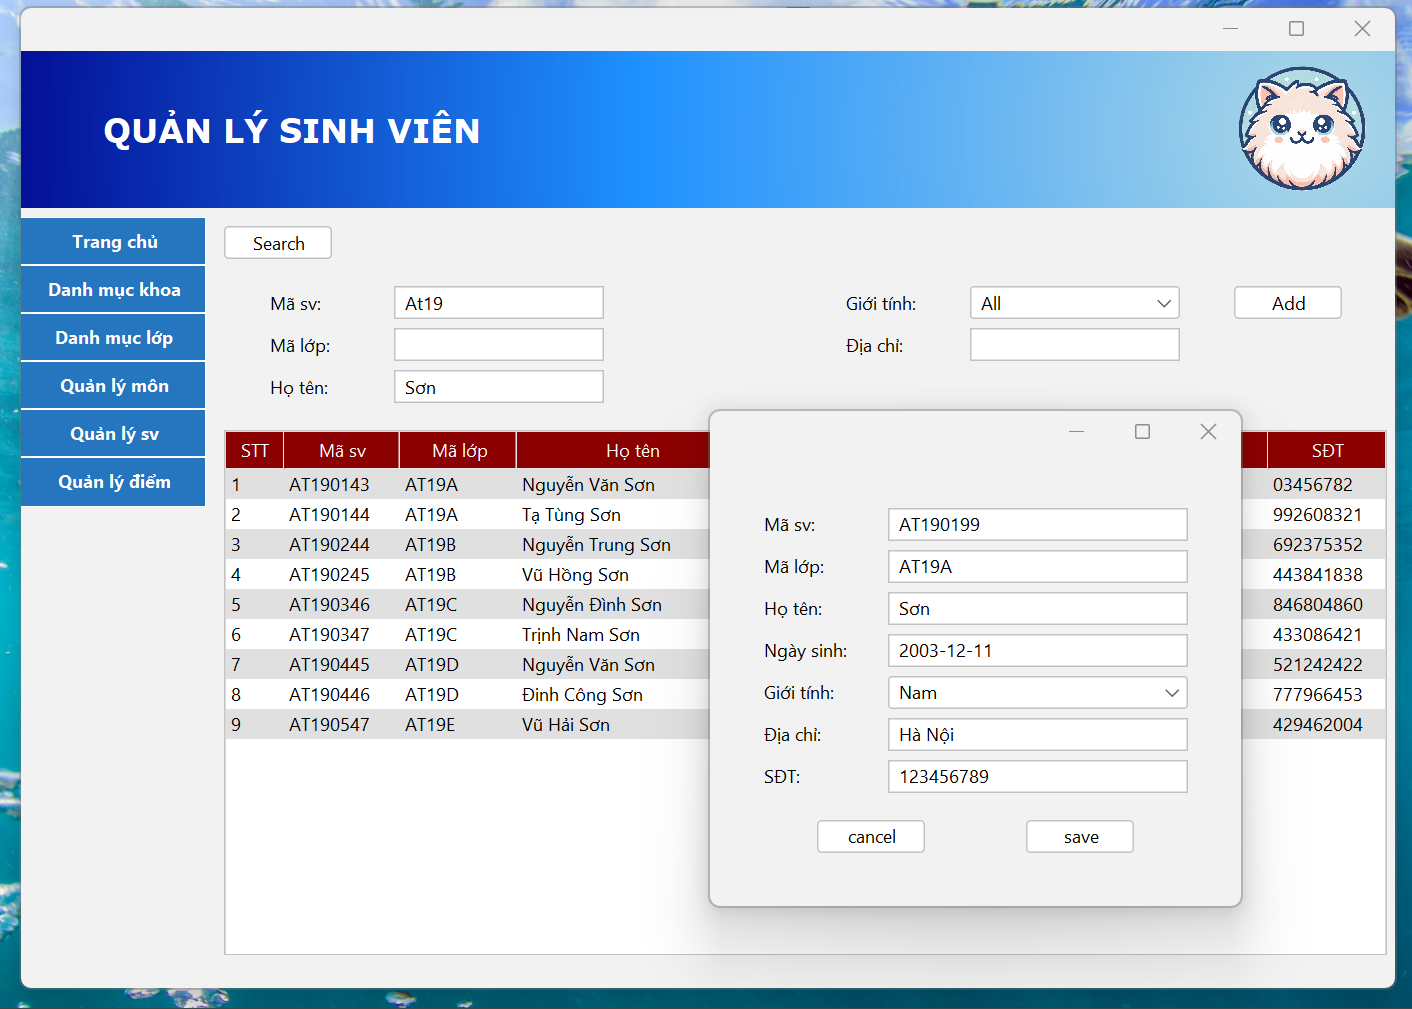 QUẢN LÝ SINH VIÊN
Trang chủ
Danh mục khoa
Danh mục lớp
Quản lý môn
Quản lý sv
Quản lý điểm
Search
Mã sv: At19 Giới tính: All Add
Mã lớp: Địa chỉ:
Họ tên: Sơn
STT Mã sv Mã lớp Họ tên SĐT
1 AT190143 AT19A Nguyễn Văn Sơn 03456782
2 AT190144 AT19A Tạ Tùng Sơn 992608321
3 AT190244 AT19B Nguyễn Trung Sơn 692375352
4 AT190245 AT19B Vũ Hồng Sơn 443841838
5 AT190346 AT19C Nguyễn Đình Sơn 846804860
6 AT190347 AT19C Trịnh Nam Sơn 433086421
7 AT190445 AT19D Nguyễn Văn Sơn 521242422
8 AT190446 AT19D Đinh Công Sơn 777966453
9 AT190547 AT19E Vũ Hải Sơn 429462004
Mã sv: AT190199
Mã lớp: AT19A
Họ tên: Sơn
Ngày sinh: 2003-12-11
Giới tính: Nam
Địa chỉ: Hà Nội
SĐT: 123456789
cancel save